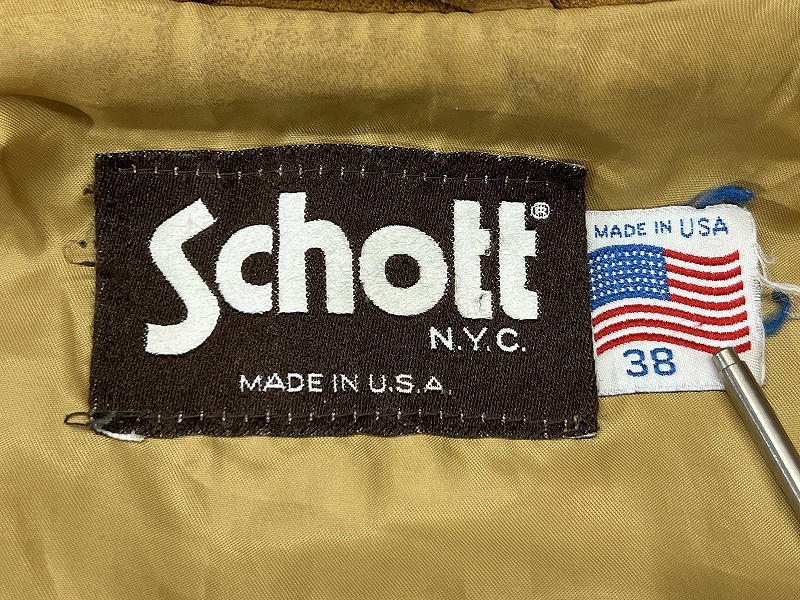 Schott®
N.Y.C.
MADE IN U.S.A.
MADE IN USA
38